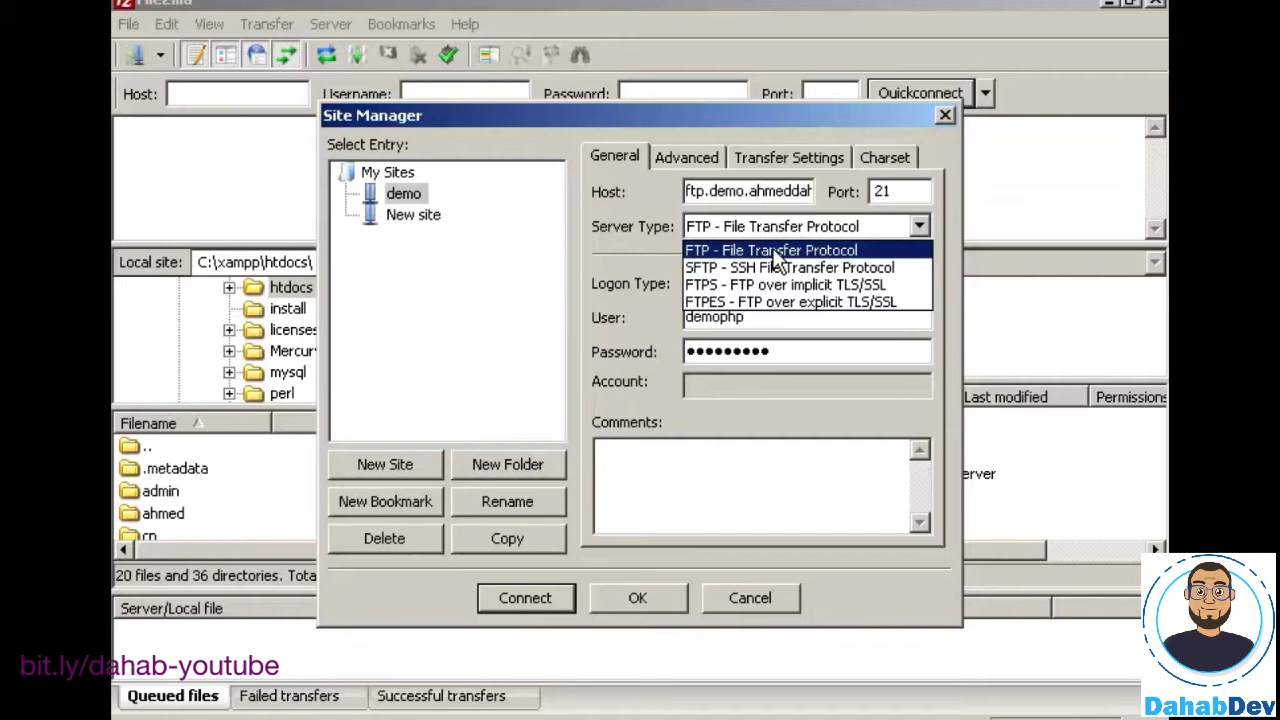 FileZilla
File Edit View Transfer Server Bookmarks Help
Host: Username: Password: Port: Quickconnect
Site Manager
Select Entry:
My Sites
demo
New site
New Site New Folder
New Bookmark Rename
Delete Copy
General Advanced Transfer Settings Charset
Host: ftp.demo.ahmeddah Port: 21
Server Type: FTP - File Transfer Protocol
FTP - File Transfer Protocol
SFTP - SSH File Transfer Protocol
FTPS - FTP over implicit TLS/SSL
FTPES - FTP over explicit TLS/SSL
Logon Type:
User: demophp
Password: ●●●●●●●●●
Account:
Comments:
Connect OK Cancel
Local site: C:\xampp\htdocs\
htdocs
install
licenses
Mercur
mysql
perl
Filename
..
.metadata
admin
ahmed
cp
20 files and 36 directories. Tota
Last modified Permissions
erver
Server/Local file
Queued files Failed transfers Successful transfers
bit.ly/dahab-youtube
DahabDev